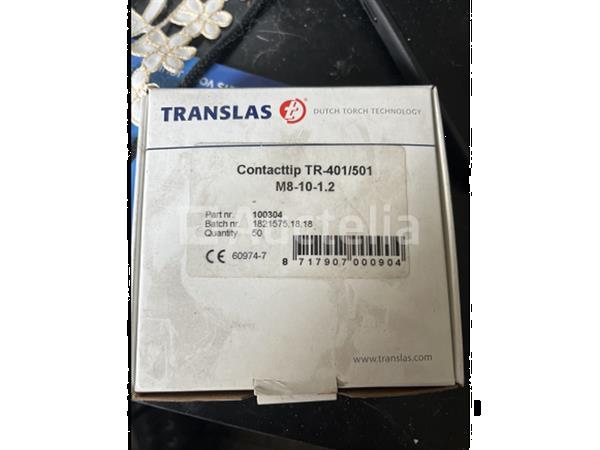 TRANSLAS DUTCH TORCH TECHNOLOGY
Contacttip TR-401/501
M8-10-1.2
Part nr. 100304
Batch nr. 1821575.18.18
Quantity 50
CE 60974-7
8 717907 000904
www.translas.com